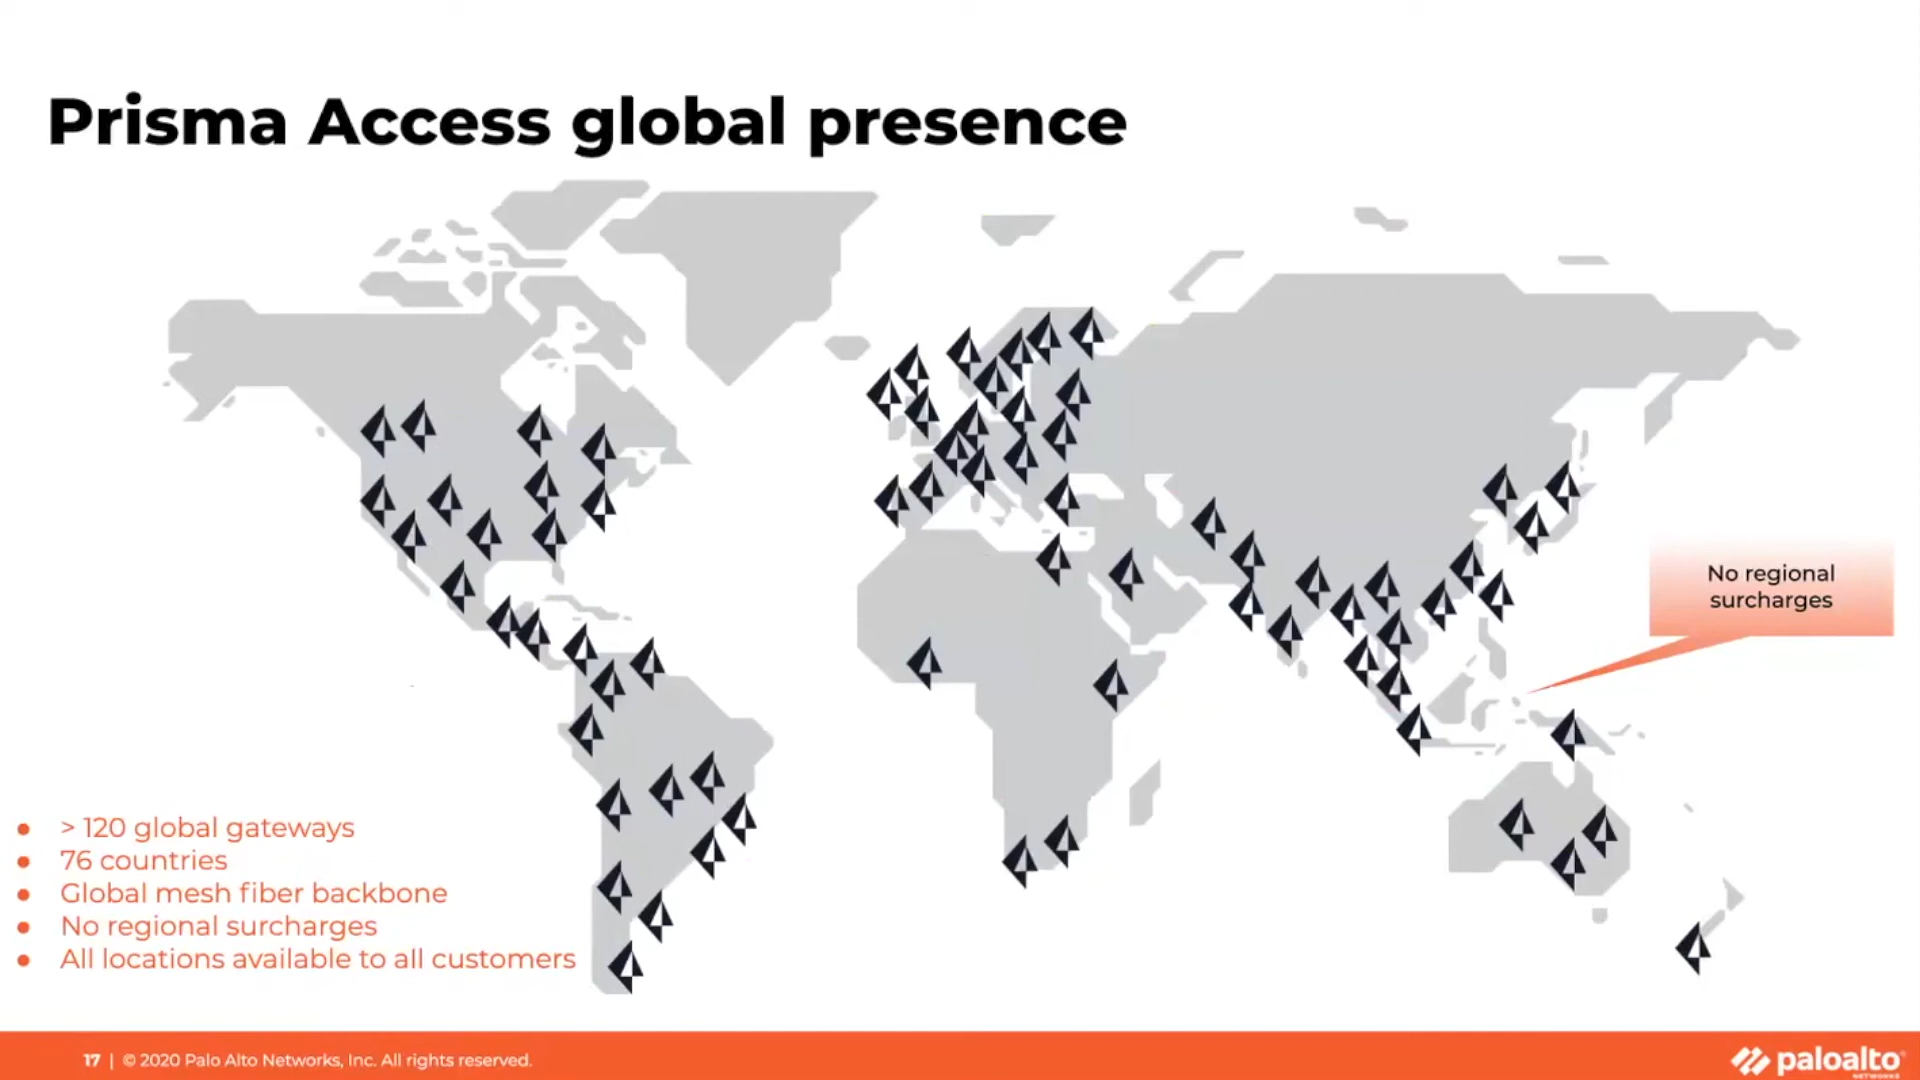 Prisma Access global presence
No regional
surcharges
● > 120 global gateways
● 76 countries
● Global mesh fiber backbone
● No regional surcharges
● All locations available to all customers
17 | © 2020 Palo Alto Networks, Inc. All rights reserved.
paloalto
NETWORKS